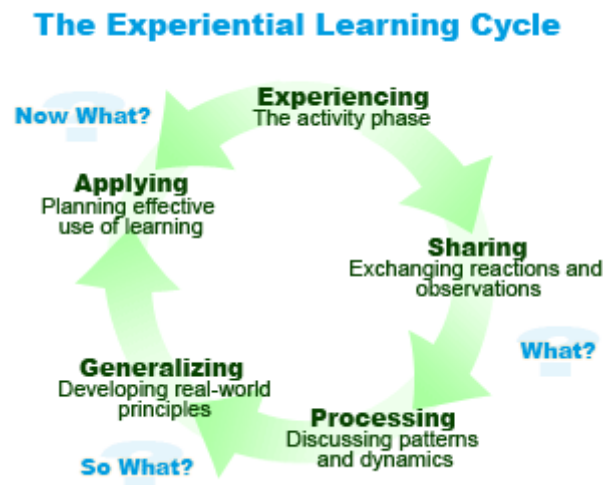 The Experiential Learning Cycle
Experiencing
The activity phase
Now What?
Applying
Planning effective
use of learning
Sharing
Exchanging reactions and
observations
What?
Generalizing
Developing real-world
principles
Processing
Discussing patterns
and dynamics
So What?